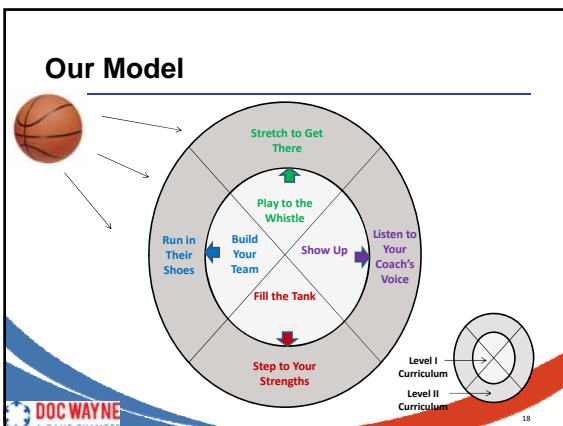 Our Model
Stretch to Get
There
Play to the
Whistle
Run in
Their
Shoes
Build
Your
Team
Show Up
Listen to
Your
Coach's
Voice
Fill the Tank
Step to Your
Strengths
Level I
Curriculum
Level II
Curriculum
DOC WAYNE
18